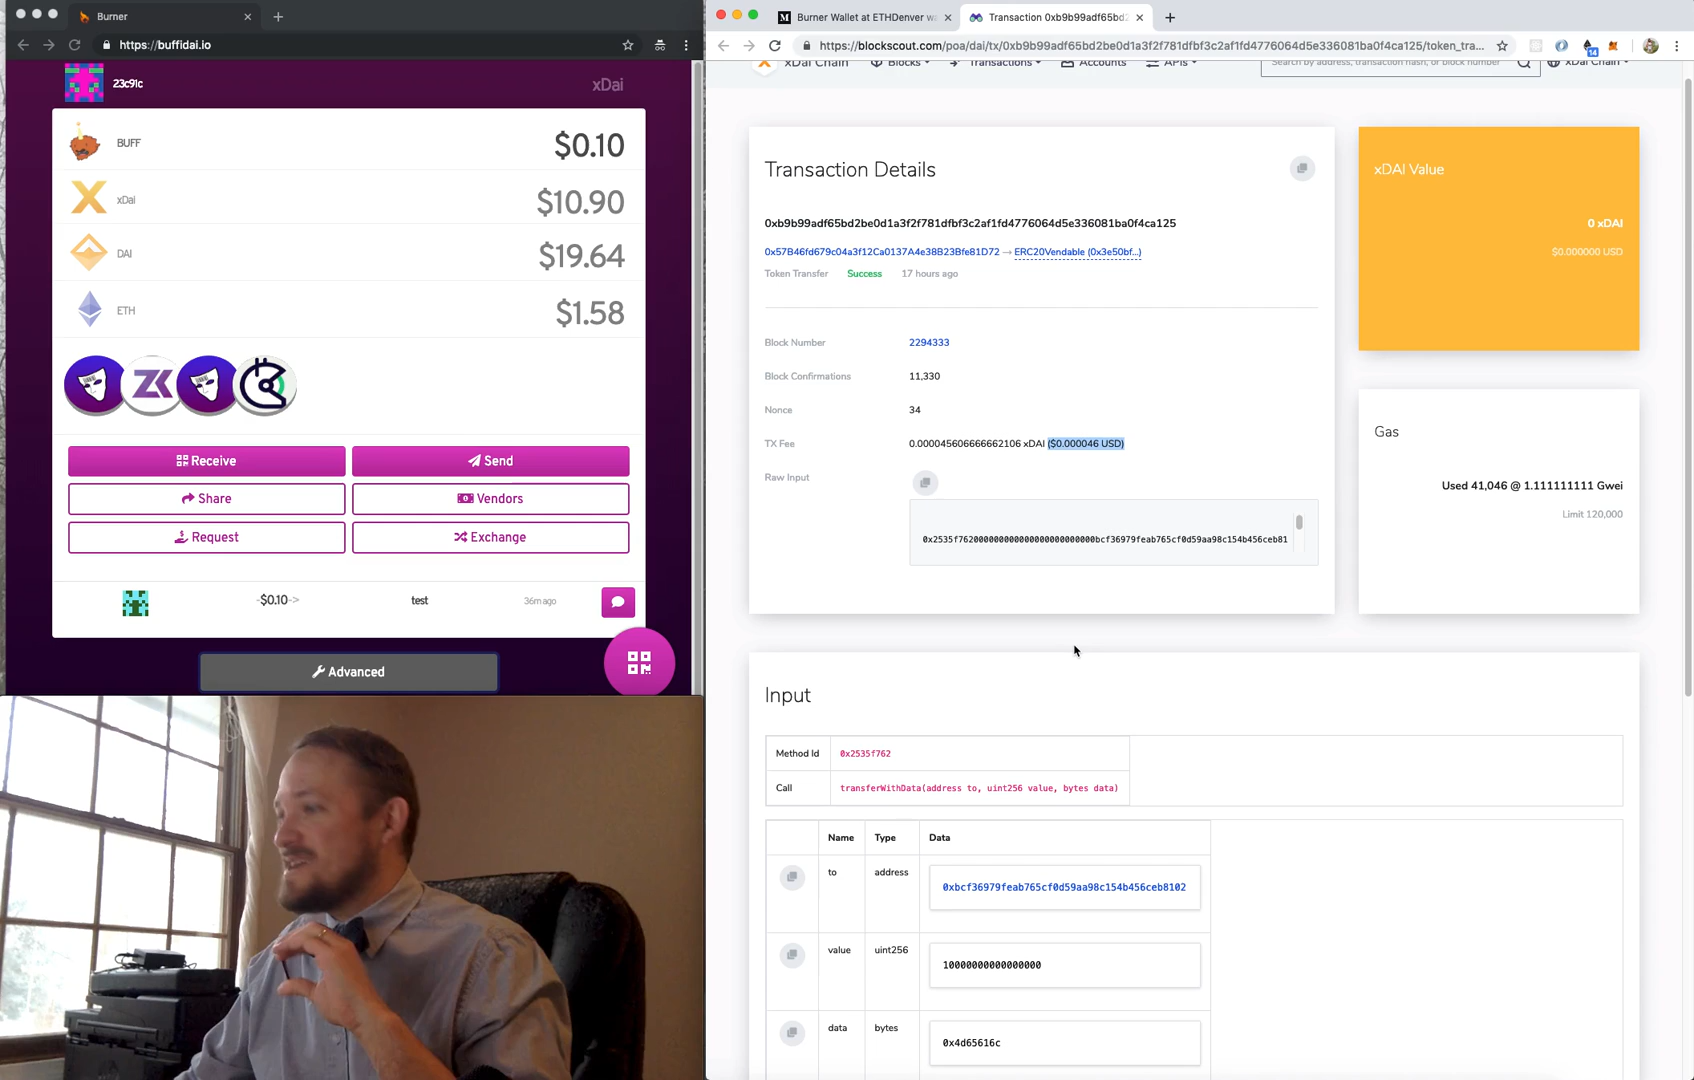 Burner
https://buffidai.io
23c91c
xDai
BUFF
$0.10
xDai
$10.90
DAI
$19.64
ETH
$1.58
Receive
Send
Share
Vendors
Request
Exchange
-$0.10->
test
36m ago
Advanced
Burner Wallet at ETHDenver w
Transaction 0xb9b99adf65bd2
https://blockscout.com/poa/dai/tx/0xb9b99adf65bd2be0d1a3f2f781dfbf3c2af1fd4776064d5e336081ba0f4ca125/token_tra...
14
xDai Chain
Blocks
Transactions
Accounts
APIs
Search by address, transaction hash, or block number
xDai Chain
Transaction Details
0xb9b99adf65bd2be0d1a3f2f781dfbf3c2af1fd4776064d5e336081ba0f4ca125
0x57B46fd679c04a3f12Ca0137A4e38B23Bfe81D72 → ERC20Vendable (0x3e50bf...)
Token Transfer Success 17 hours ago
Block Number 2294333
Block Confirmations 11,330
Nonce 34
TX Fee 0.000045606666662106 xDAI ($0.000046 USD)
Raw Input
0x2535f762000000000000000000000000bcf36979feab765cf0d59aa98c154b456ceb81
xDAI Value
0 xDAI
$0.000000 USD
Gas
Used 41,046 @ 1.111111111 Gwei
Limit 120,000
Input
Method Id 0x2535f762
Call transferWithData(address to, uint256 value, bytes data)
Name Type Data
to address 0xbcf36979feab765cf0d59aa98c154b456ceb8102
value uint256 10000000000000000
data bytes 0x4d65616c